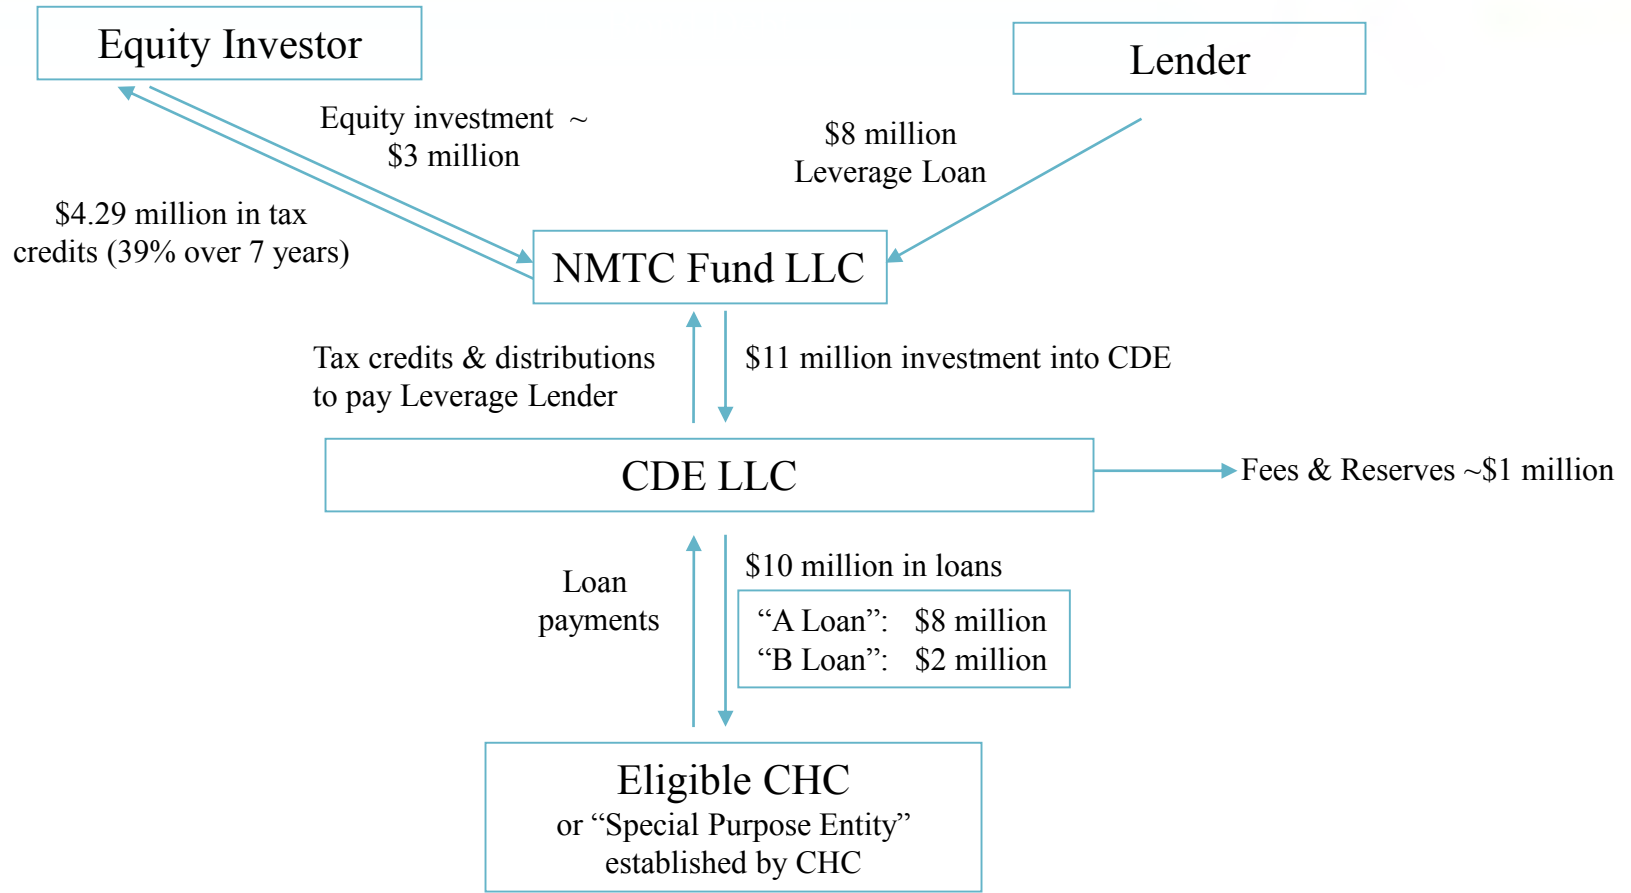 Equity Investor
Lender
Equity investment ~
$3 million
$8 million
Leverage Loan
$4.29 million in tax
credits (39% over 7 years)
NMTC Fund LLC
Tax credits & distributions
to pay Leverage Lender
$11 million investment into CDE
CDE LLC
Fees & Reserves ~$1 million
Loan
payments
$10 million in loans
“A Loan”: $8 million
“B Loan”: $2 million
Eligible CHC
or “Special Purpose Entity”
established by CHC